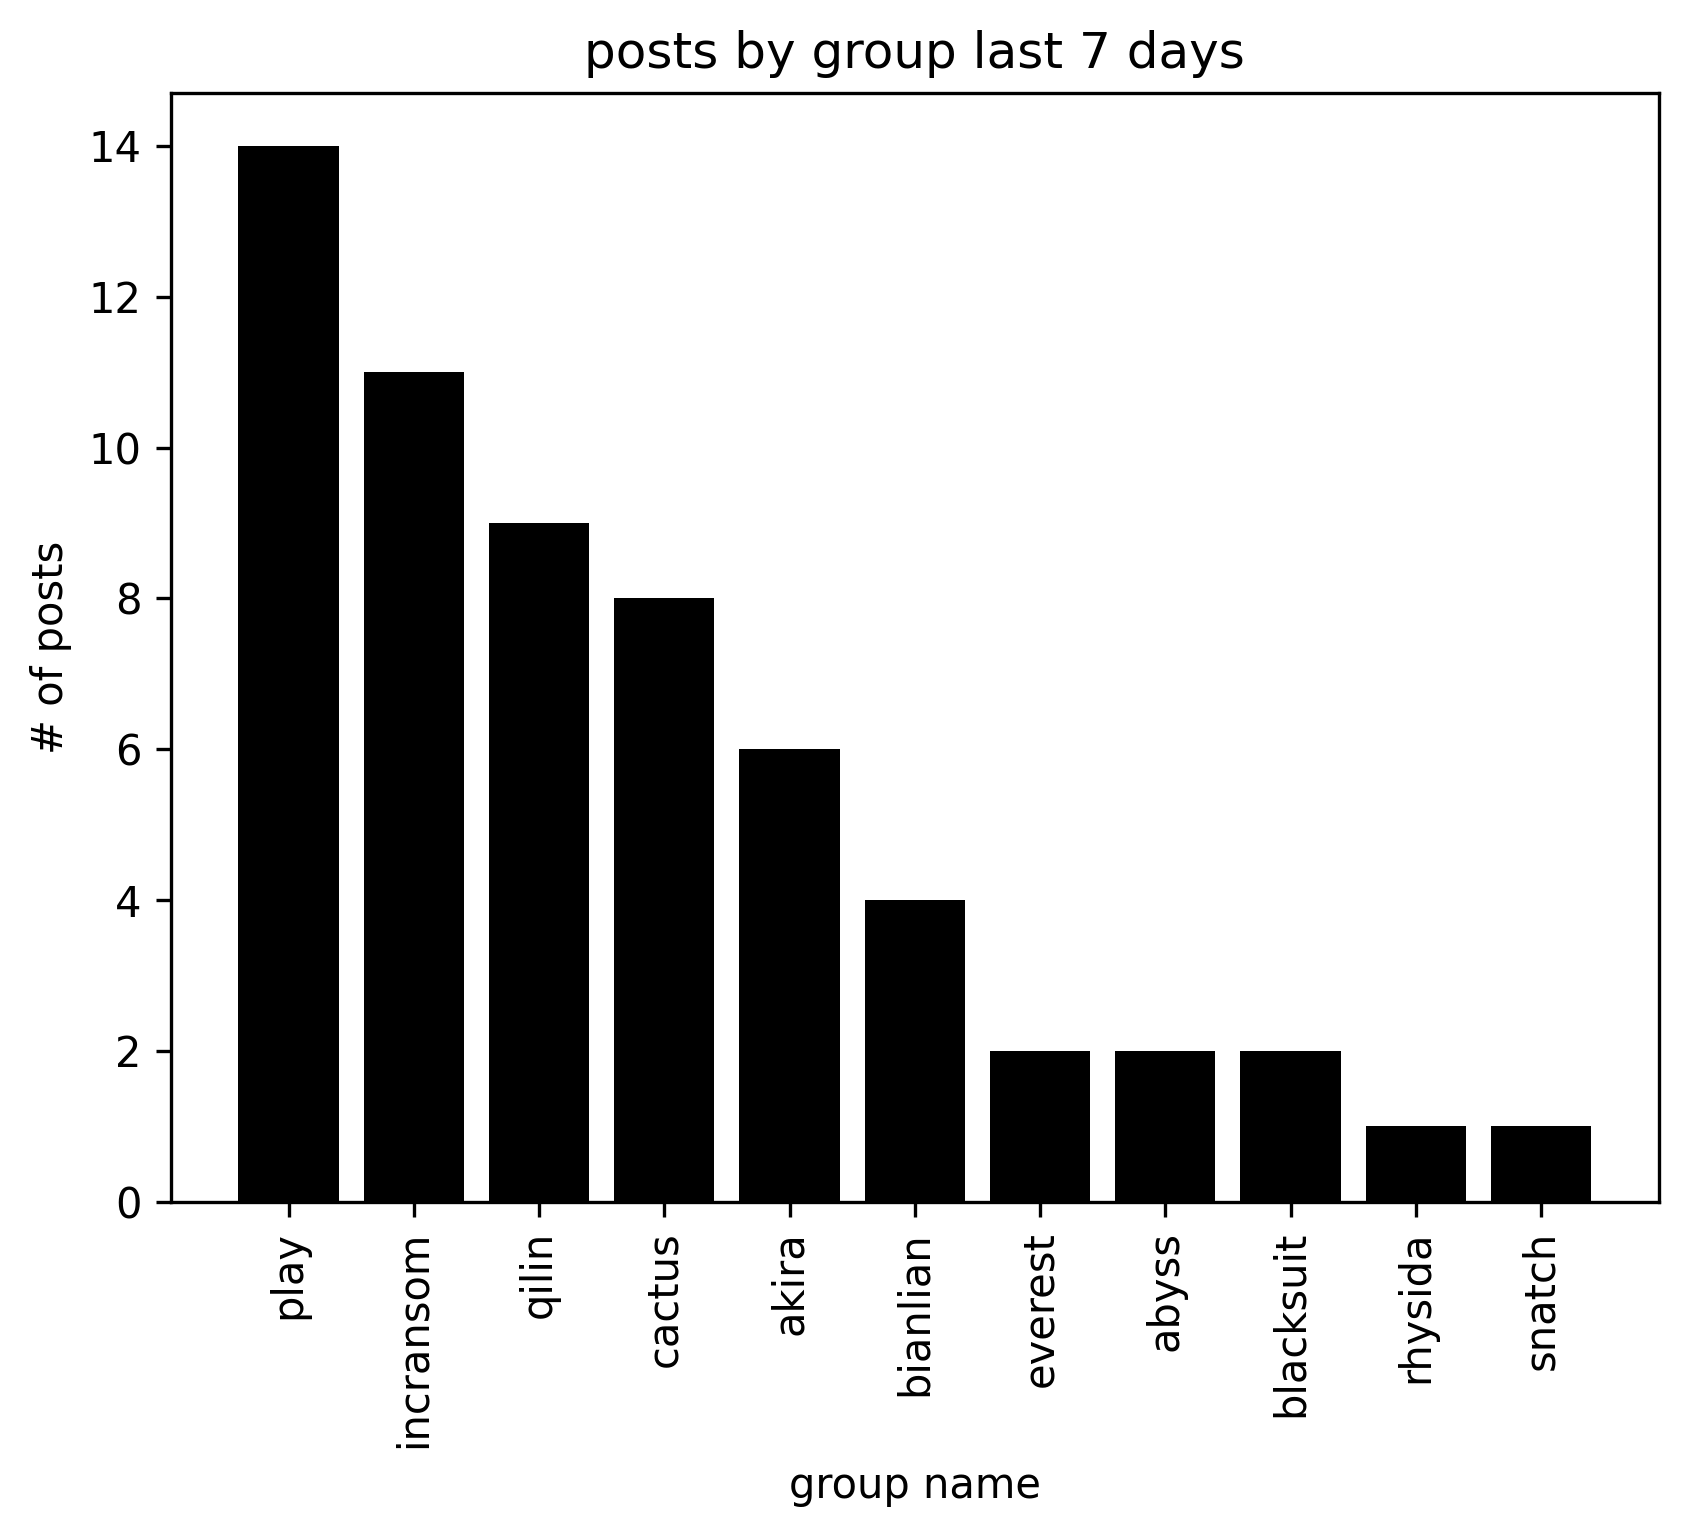 posts by group last 7 days
# of posts
14
12
10
8
6
4
2
0
play
incransom
qilin
cactus
akira
bianlian
everest
abyss
blacksuit
rhysida
snatch
group name